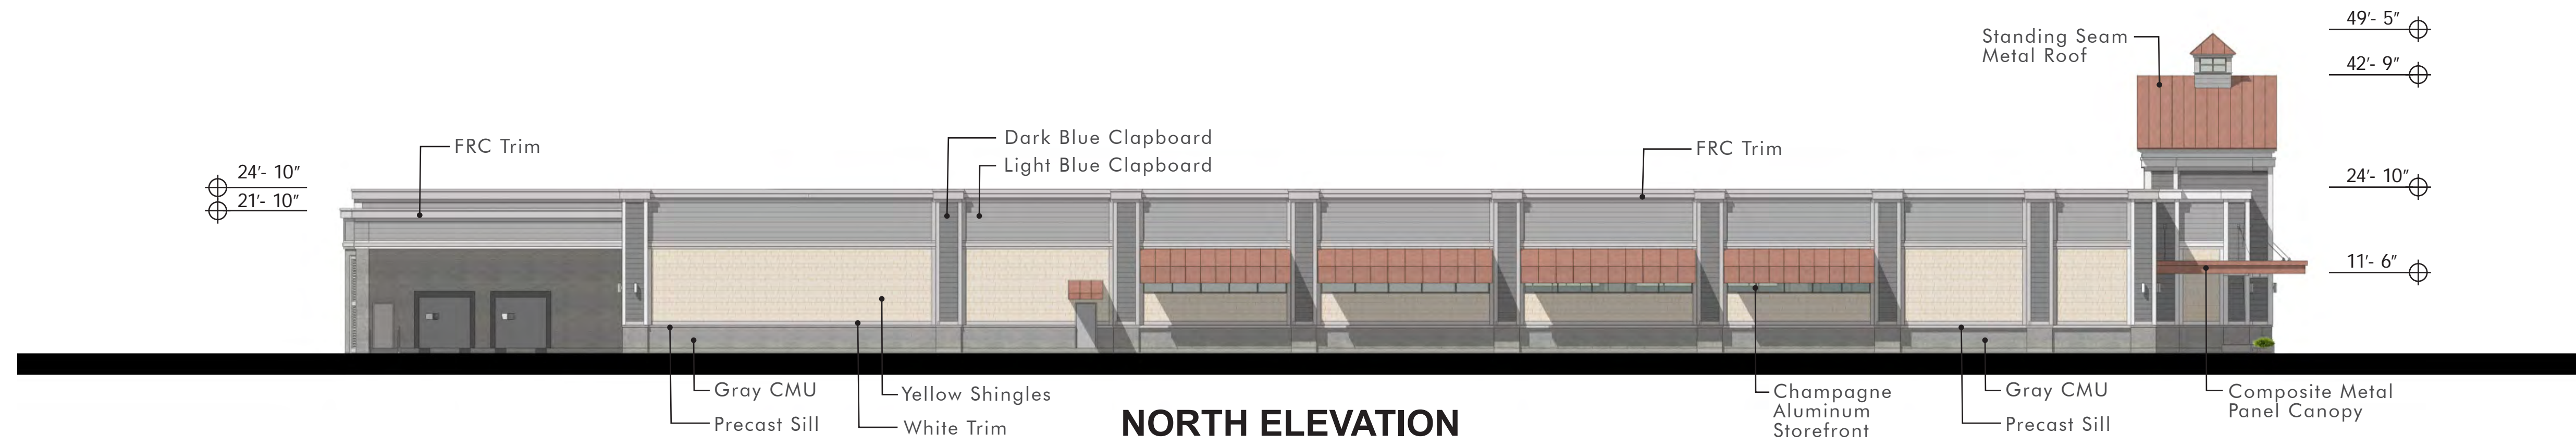 49'- 5"
Standing Seam
Metal Roof
42'- 9"
Dark Blue Clapboard
FRC Trim
FRC Trim
Light Blue Clapboard
24'- 10"
24'- 10"
21'- 10"
11'- 6"
Gray CMU
Yellow Shingles
Champagne
Aluminum
Storefront
Gray CMU
Composite Metal
Panel Canopy
Precast Sill
White Trim
NORTH ELEVATION
Precast Sill